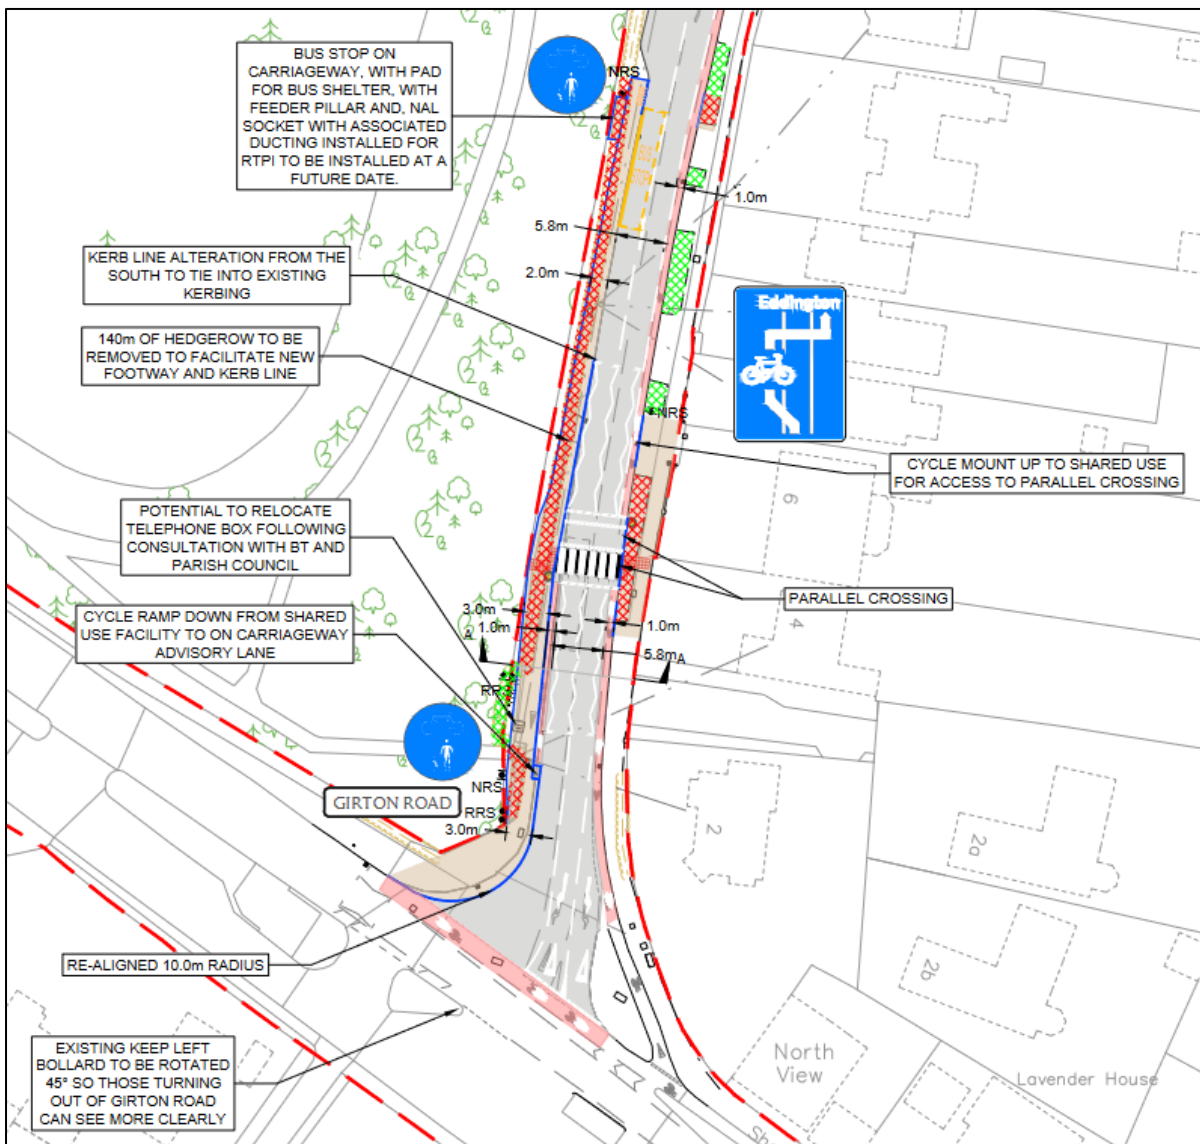 BUS STOP ON
CARRIAGEWAY, WITH PAD
FOR BUS SHELTER, WITH
FEEDER PILLAR AND, NAL
SOCKET WITH ASSOCIATED
DUCTING INSTALLED FOR
RTPI TO BE INSTALLED AT A
FUTURE DATE.
NRS
BUS
STOP
1.0m
5.8m
2.0m
KERB LINE ALTERATION FROM THE
SOUTH TO TIE INTO EXISTING
KERBING
Eddington
140m OF HEDGEROW TO BE
REMOVED TO FACILITATE NEW
FOOTWAY AND KERB LINE
NRS
CYCLE MOUNT UP TO SHARED USE
FOR ACCESS TO PARALLEL CROSSING
6
POTENTIAL TO RELOCATE
TELEPHONE BOX FOLLOWING
CONSULTATION WITH BT AND
PARISH COUNCIL
PARALLEL CROSSING
4
CYCLE RAMP DOWN FROM SHARED
USE FACILITY TO ON CARRIAGEWAY
ADVISORY LANE
3.0m
1.0m
1.0m
A
5.8m
A
NRS
GIRTON ROAD
RRS
3.0m
2
2a
2b
RE-ALIGNED 10.0m RADIUS
EXISTING KEEP LEFT
BOLLARD TO BE ROTATED
45° SO THOSE TURNING
OUT OF GIRTON ROAD
CAN SEE MORE CLEARLY
North
View
Lavender House